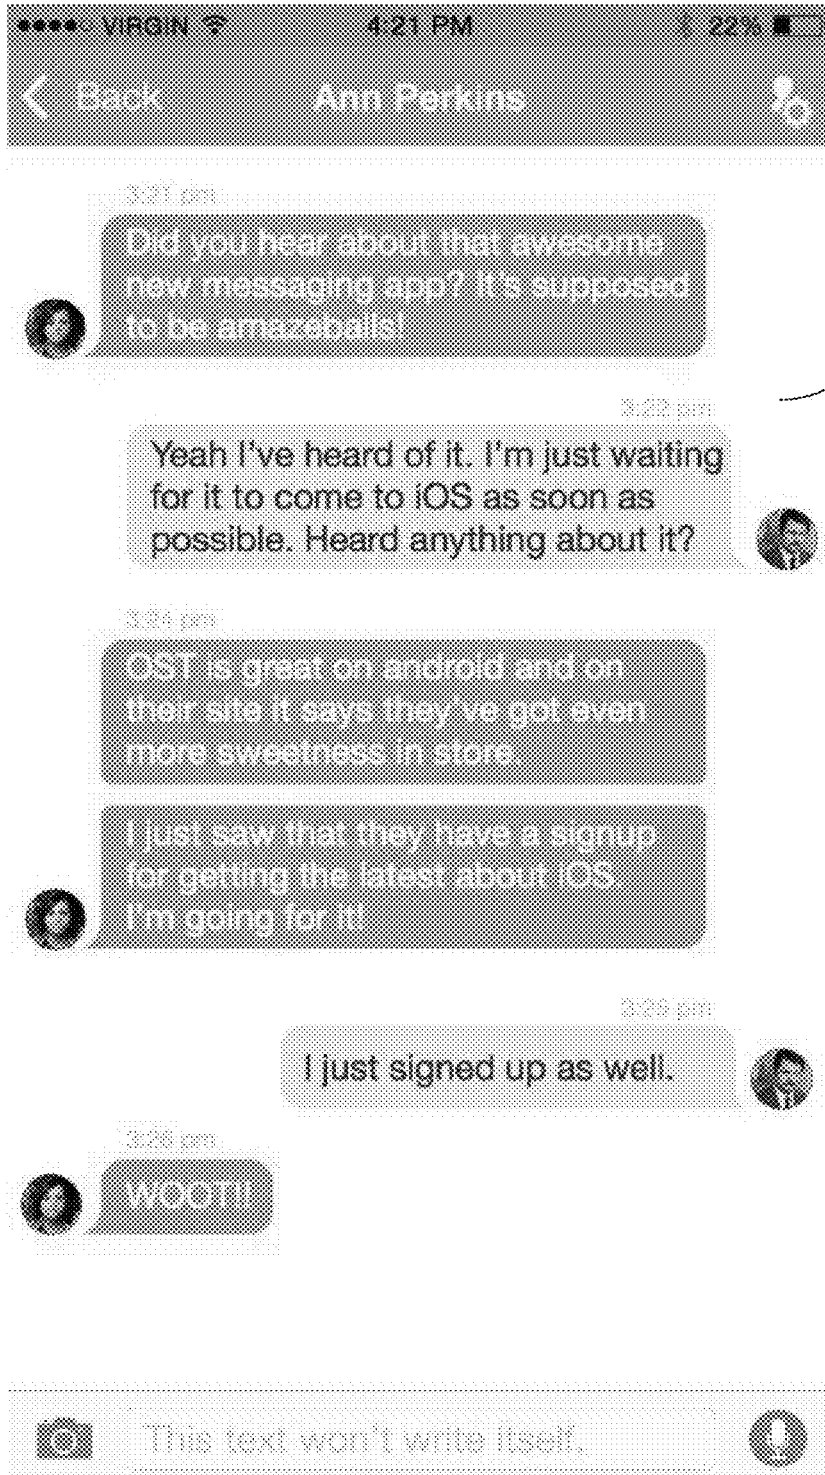 VIRGIN 4:21 PM 22%
Back Ann Perkins
3:21 pm
Did you hear about that awesome
new messaging app? It's supposed
to be amazeballs!
3:22 pm
Yeah I've heard of it. I'm just waiting
for it to come to iOS as soon as
possible. Heard anything about it?
3:24 pm
OST is great on android and on
their site it says they've got even
more sweetness in store.
I just saw that they have a signup
for getting the latest about iOS.
I'm going for it!
pm
I just signed up as well.
3:26 pm
WOOT!!
This text won't write itself.